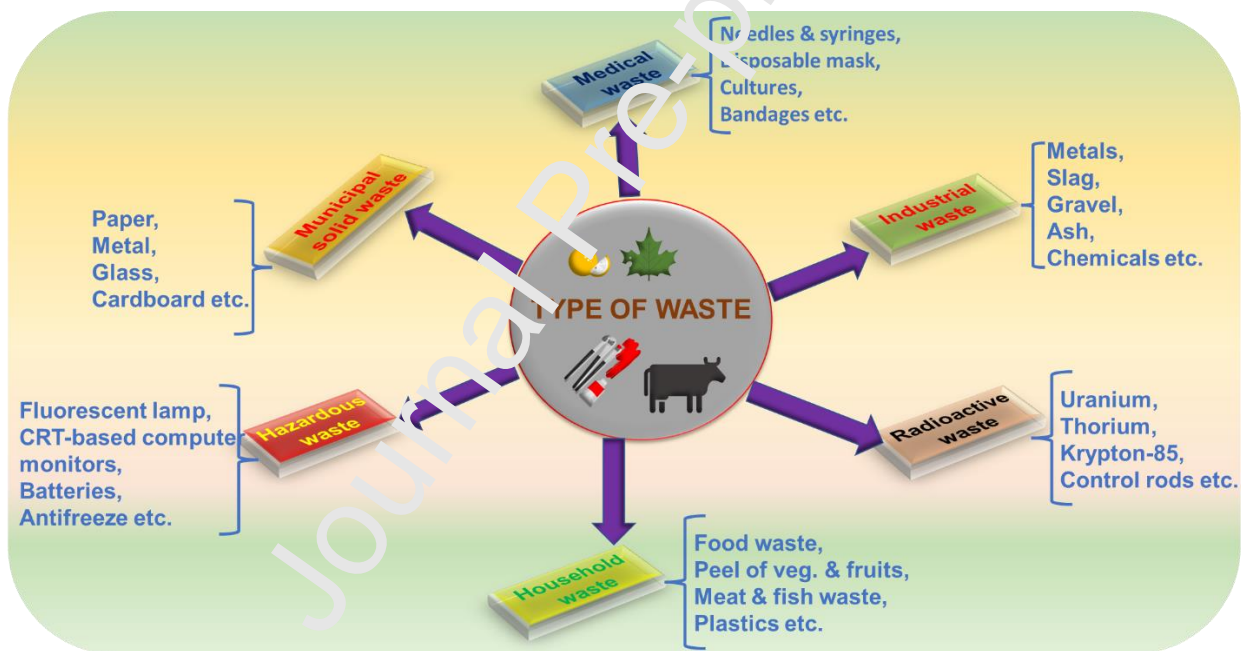 Needles & syringes,
Disposable mask,
Cultures,
Bandages etc.
Medical
waste
Metals,
Slag,
Gravel,
Ash,
Chemicals etc.
Industrial
waste
Municipal
solid waste
Paper,
Metal,
Glass,
Cardboard etc.
TYPE OF WASTE
Hazardous
waste
Fluorescent lamp,
CRT-based computer
monitors,
Batteries,
Antifreeze etc.
Radioactive
waste
Uranium,
Thorium,
Krypton-85,
Control rods etc.
Household
waste
Food waste,
Peel of veg. & fruits,
Meat & fish waste,
Plastics etc.
Journal Pre-p